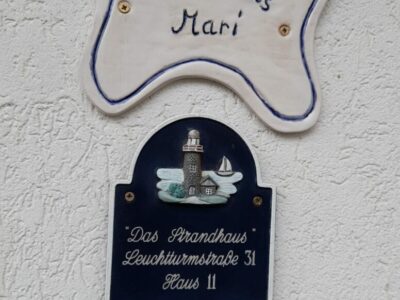 Mari
"Das Strandhaus"
Leuchtturmstraße 31
Haus 11